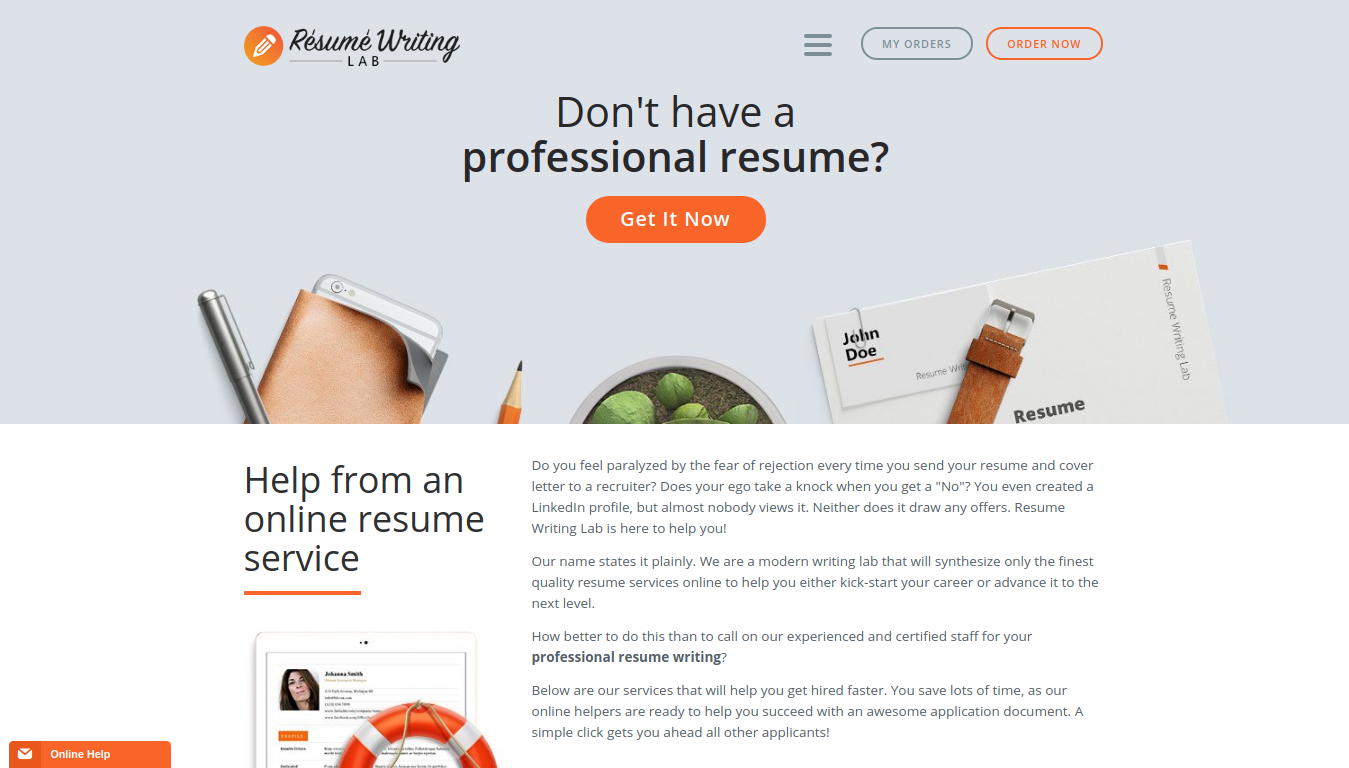 Résumé Writing
LAB
MY ORDERS
ORDER NOW
Don't have a
professional resume?
Get It Now
John
Doe
Resume
Resume Writing Lab
Help from an
online resume
service
Do you feel paralyzed by the fear of rejection every time you send your resume and cover
letter to a recruiter? Does your ego take a knock when you get a "No"? You even created a
LinkedIn profile, but almost nobody views it. Neither does it draw any offers. Resume
Writing Lab is here to help you!
Our name states it plainly. We are a modern writing lab that will synthesize only the finest
quality resume services online to help you either kick-start your career or advance it to the
next level.
How better to do this than to call on our experienced and certified staff for your
professional resume writing?
Below are our services that will help you get hired faster. You save lots of time, as our
online helpers are ready to help you succeed with an awesome application document. A
simple click gets you ahead all other applicants!
Johanna Smith
PROFILE
Online Help